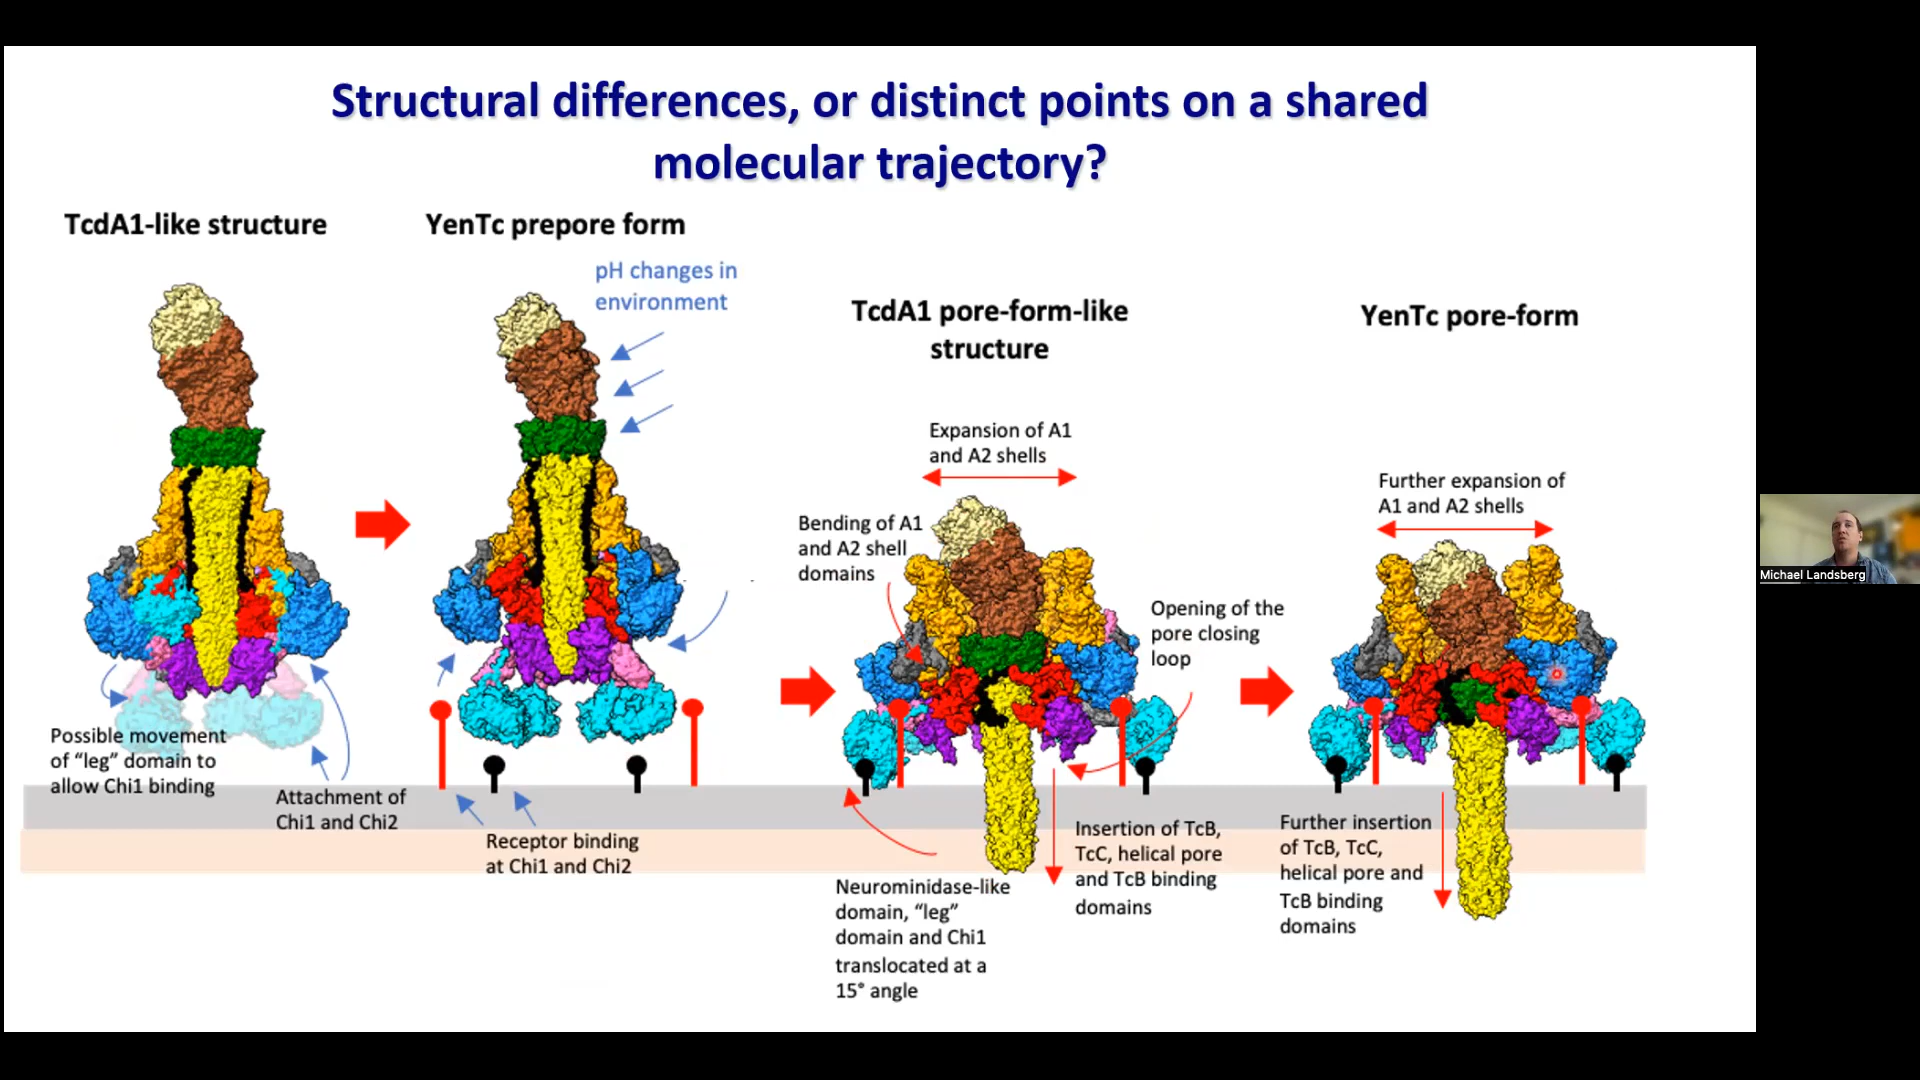 Structural differences, or distinct points on a shared
molecular trajectory?
TcdA1-like structure
YenTc prepore form
pH changes in
environment
TcdA1 pore-form-like
structure
YenTc pore-form
Expansion of A1
and A2 shells
Further expansion of
A1 and A2 shells
Bending of A1
and A2 shell
domains
Opening of the
pore closing
loop
Michael Landsberg
Possible movement
of “leg” domain to
allow Chi1 binding
Attachment of
Chi1 and Chi2
Receptor binding
at Chi1 and Chi2
Neurominidase-like
domain, “leg”
domain and Chi1
translocated at a
15° angle
Insertion of TcB,
TcC, helical pore
and TcB binding
domains
Further insertion
of TcB, TcC,
helical pore and
TcB binding
domains